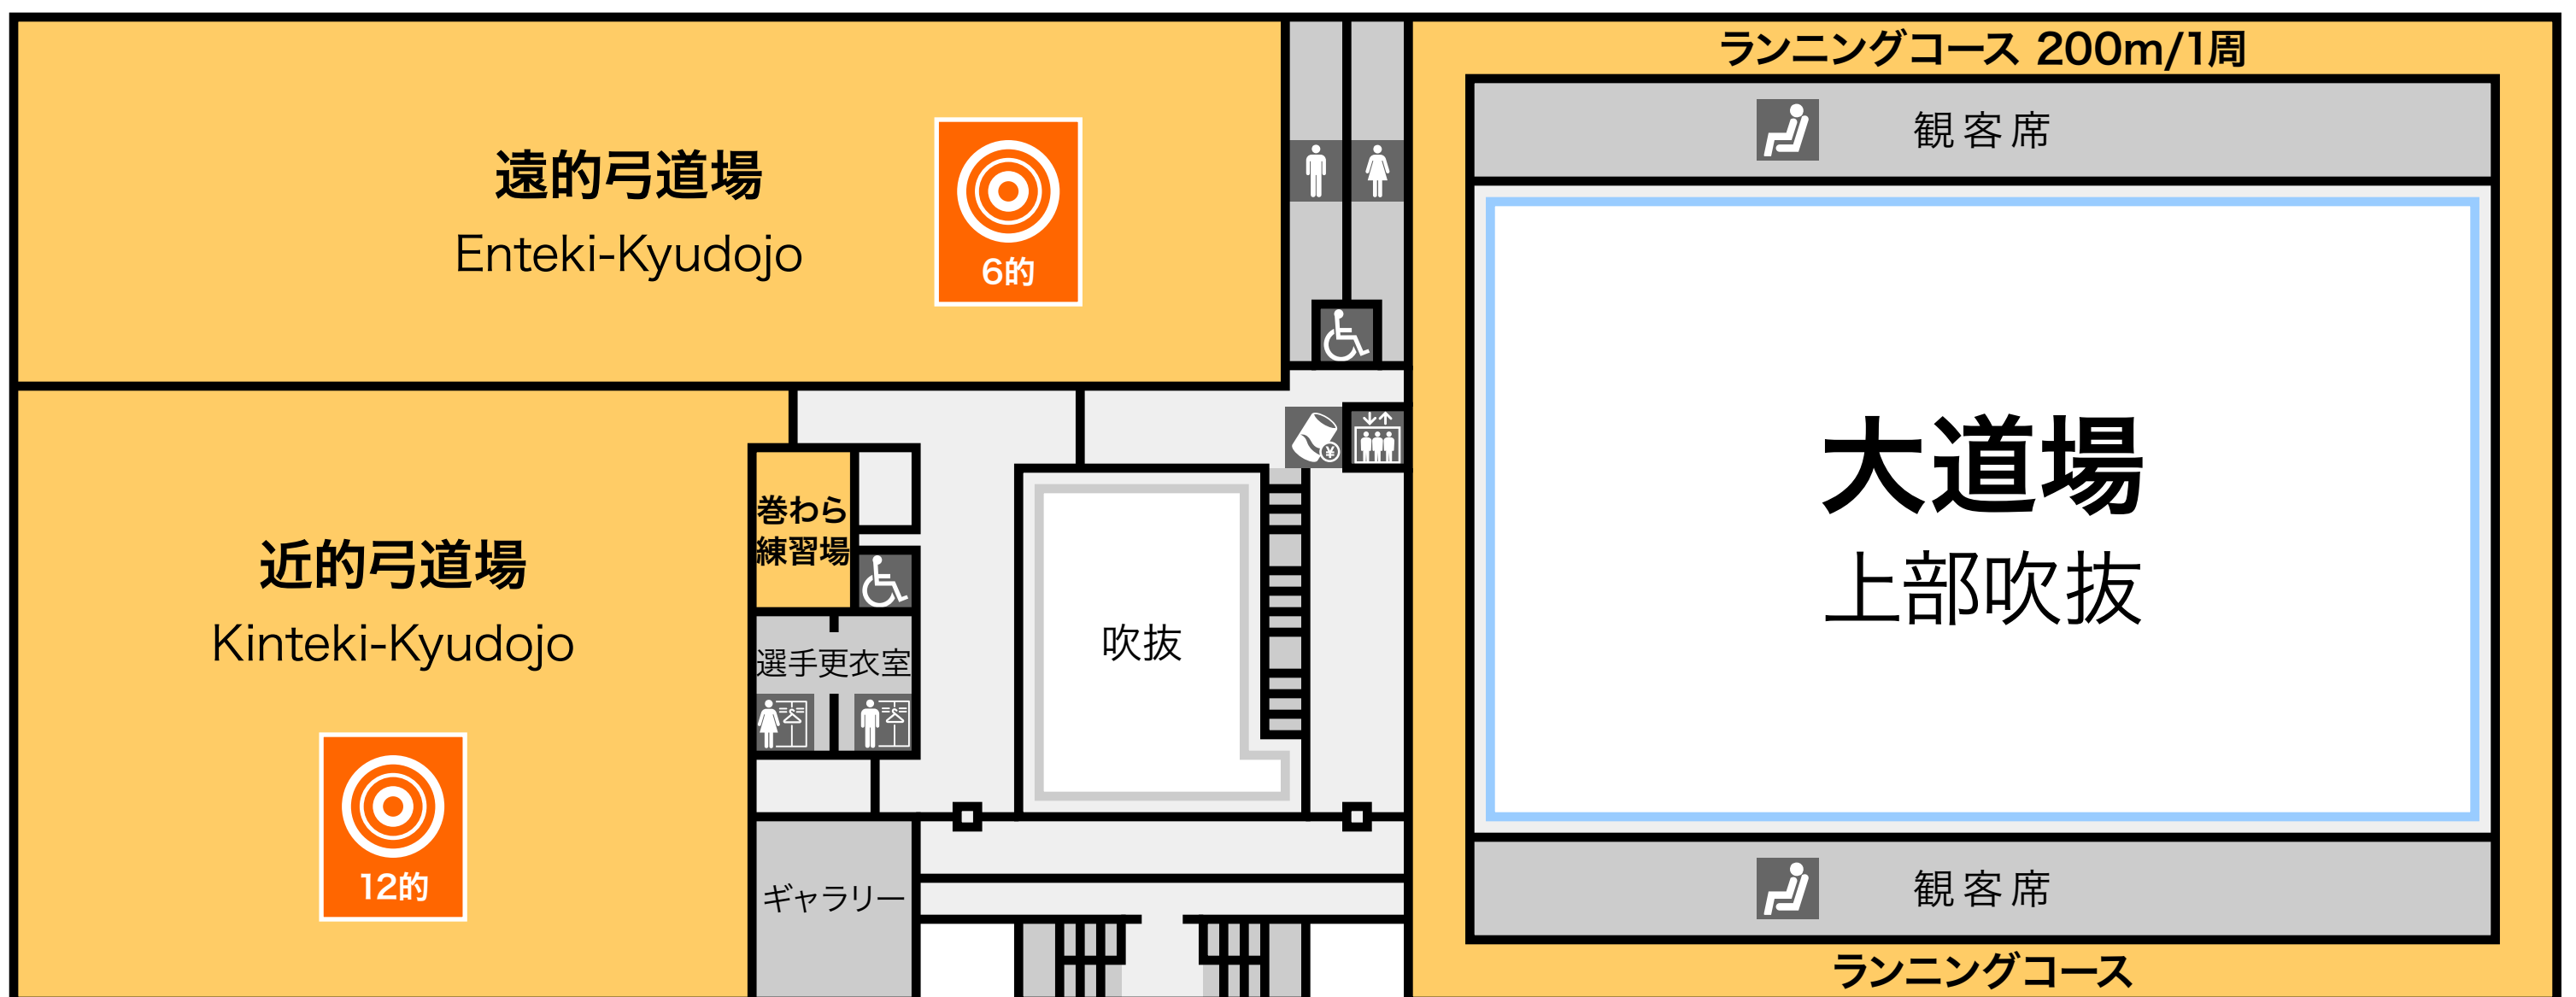 ランニングコース 200m/1周
観客席
遠的弓道場
Enteki-Kyudojo
6的
大道場
上部吹抜
巻わら
練習場
近的弓道場
Kinteki-Kyudojo
12的
選手更衣室
吹抜
ギャラリー
観客席
ランニングコース
¥